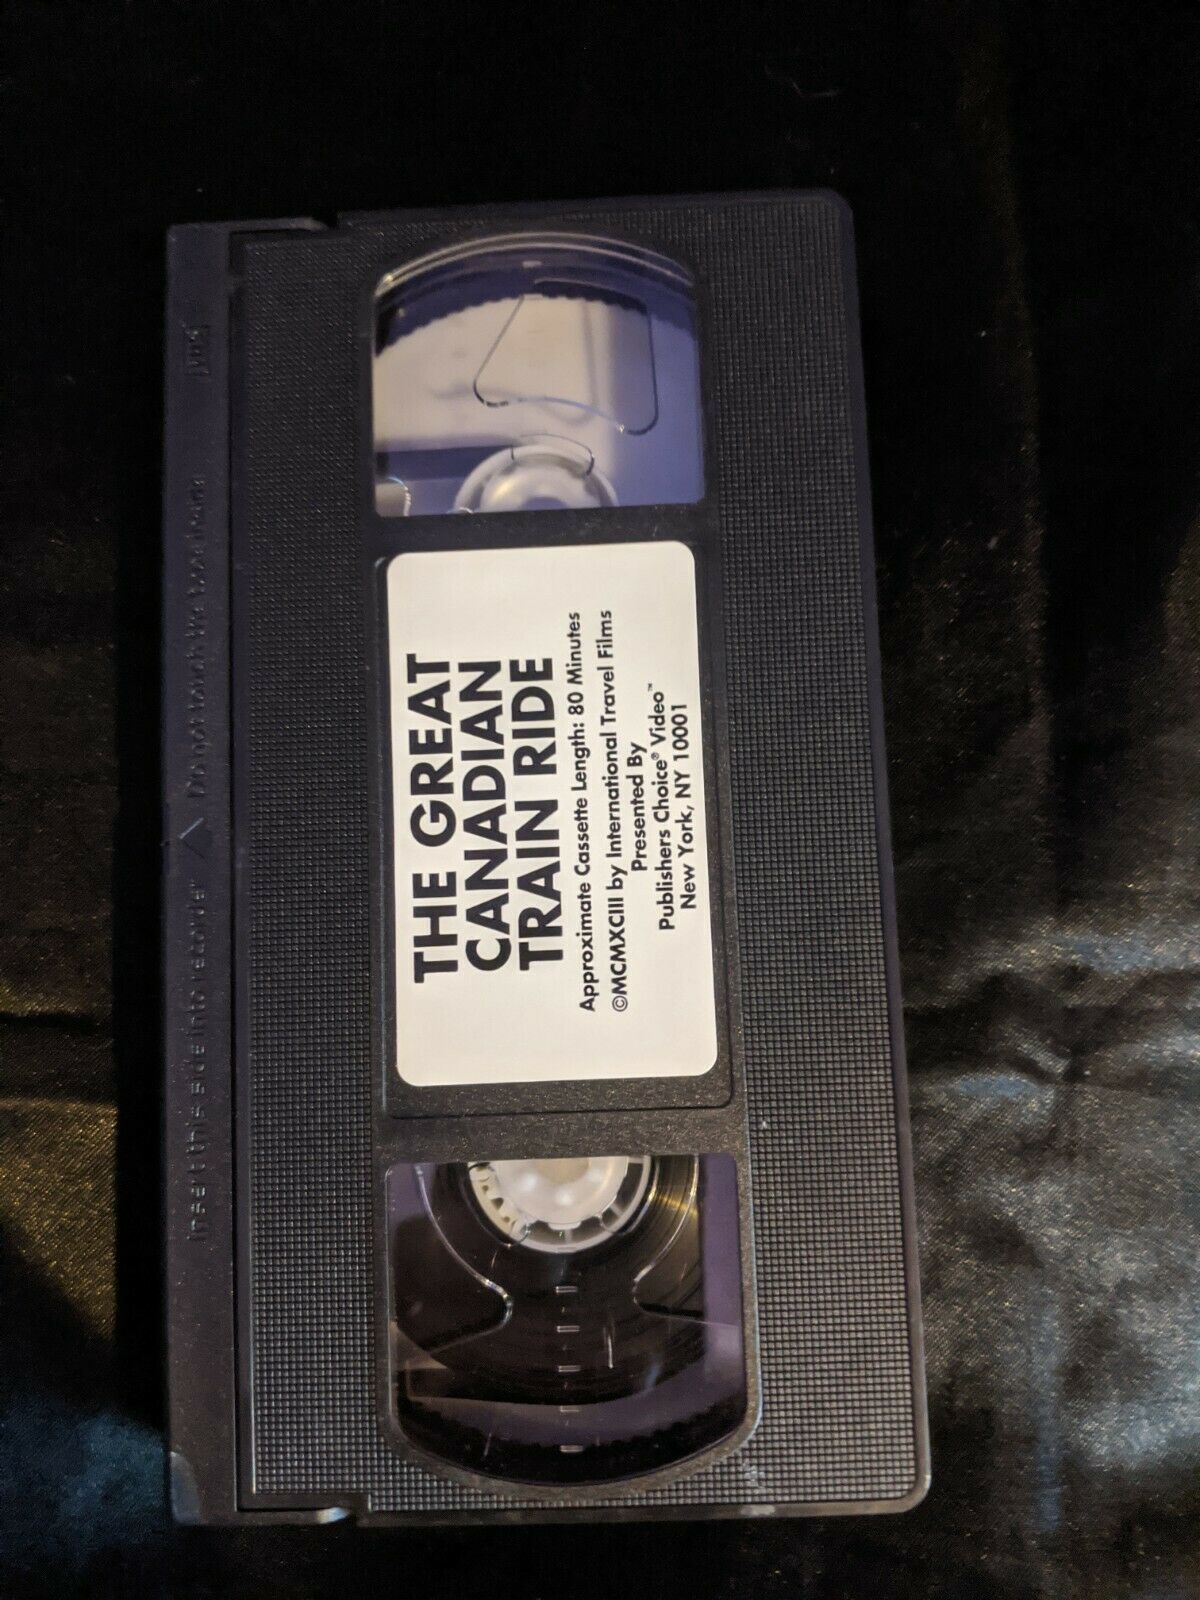 THE GREAT
CANADIAN
TRAIN RIDE
Approximate Cassette Length: 80 Minutes
©MCMXCIII by International Travel Films
Presented By
Publishers Choice® Video™
New York, NY 10001
Insert this side into recorder
△ Do not touch the tape inside